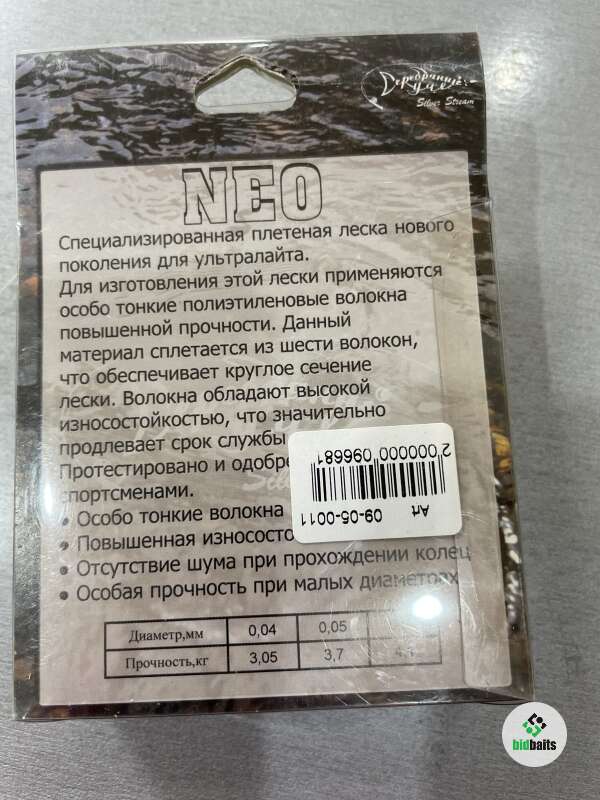 Серебряный
ручей
Silver Stream
NEO
Специализированная плетеная леска нового
поколения для ультралайта.
Для изготовления этой лески применяются
особо тонкие полиэтиленовые волокна
повышенной прочности. Данный
материал сплетается из шести волокон,
что обеспечивает круглое сечение
лески. Волокна обладают высокой
износостойкостью, что значительно
продлевает срок службы
Протестировано и одобре
спортсменами.
• Особо тонкие волокна
• Повышенная износосто
• Отсутствие шума при прохождении колец
• Особая прочность при малых диаметрах
Диаметр,мм 0,04 0,05
Прочность,кг 3,05 3,7
Art 09-05-0011
2 000000 096681
bidbaits